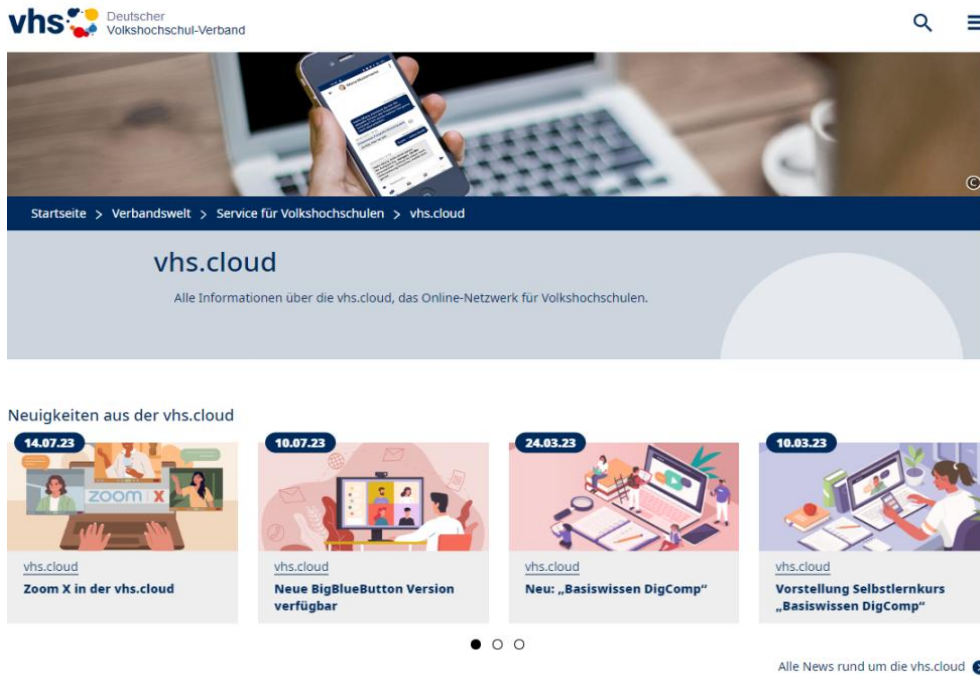 vhs
Deutscher
Volkshochschul-Verband
©
Startseite > Verbandswelt > Service für Volkshochschulen > vhs.cloud
vhs.cloud
Alle Informationen über die vhs.cloud, das Online-Netzwerk für Volkshochschulen.
Neuigkeiten aus der vhs.cloud
14.07.23
zoom X
vhs.cloud
Zoom X in der vhs.cloud
10.07.23
vhs.cloud
Neue BigBlueButton Version
verfügbar
24.03.23
vhs.cloud
Neu: „Basiswissen DigComp“
10.03.23
vhs.cloud
Vorstellung Selbstlernkurs
„Basiswissen DigComp“
Alle News rund um die vhs.cloud